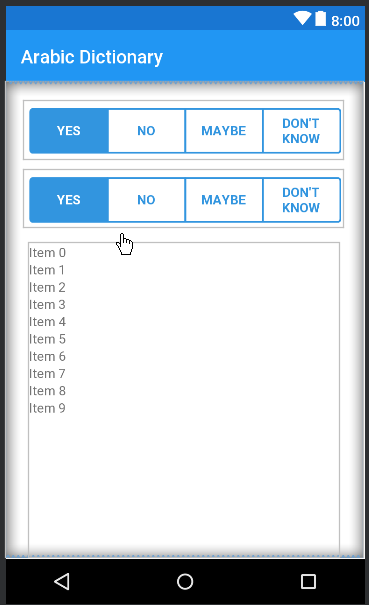 8:00
Arabic Dictionary
YES NO MAYBE DON'T KNOW
YES NO MAYBE DON'T KNOW
Item 0
Item 1
Item 2
Item 3
Item 4
Item 5
Item 6
Item 7
Item 8
Item 9